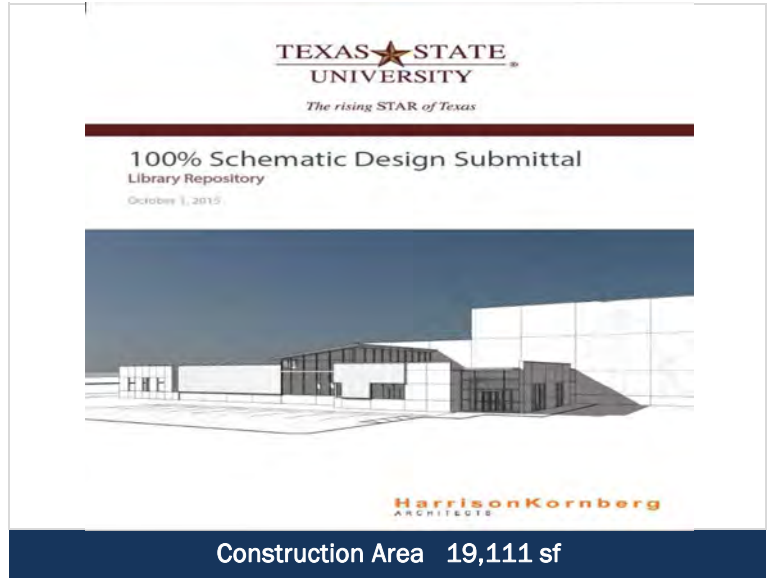 TEXAS STATE
UNIVERSITY®
The rising STAR of Texas
100% Schematic Design Submittal
Library Repository
October 1, 2015
HarrisonKornberg
ARCHITECTS
Construction Area 19,111 sf